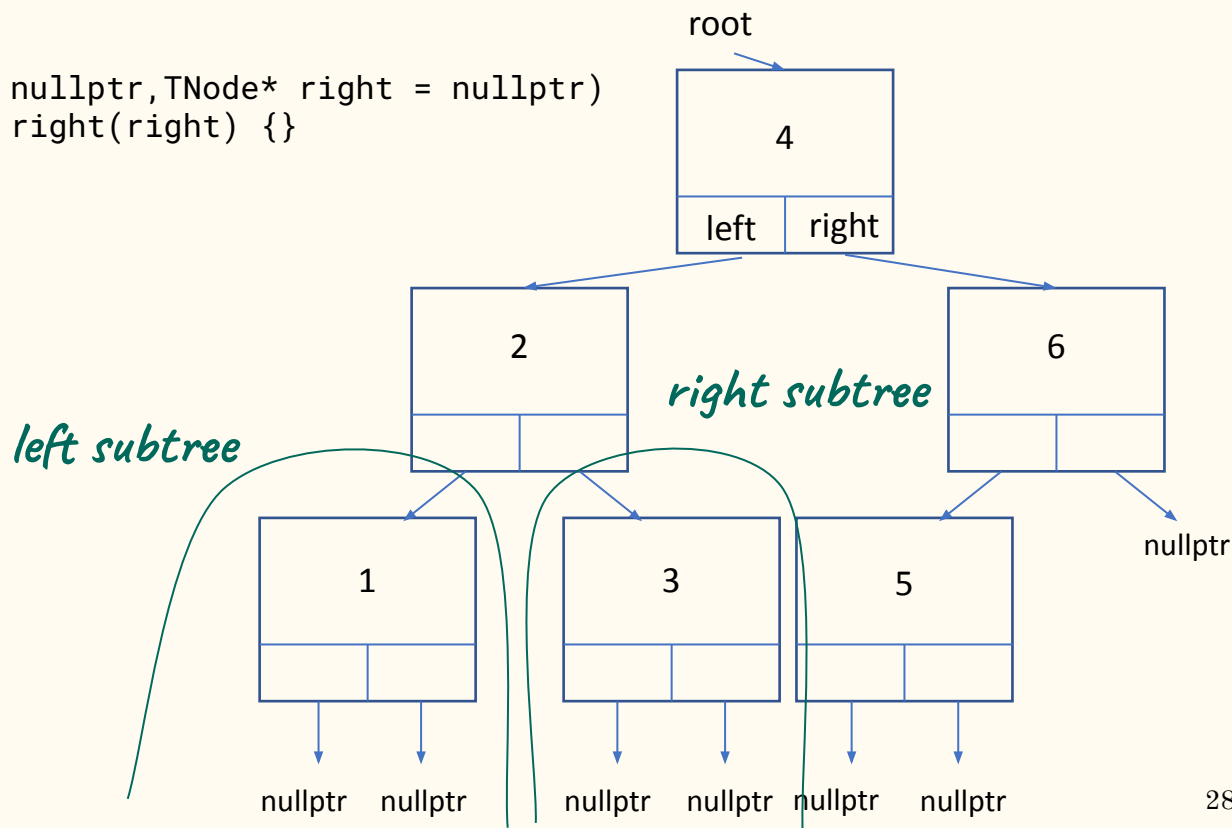 root
nullptr,TNode* right = nullptr)
right(right) {}
4
left right
2
6
right subtree
left subtree
1
3
5
nullptr
nullptr nullptr nullptr nullptr nullptr nullptr
28